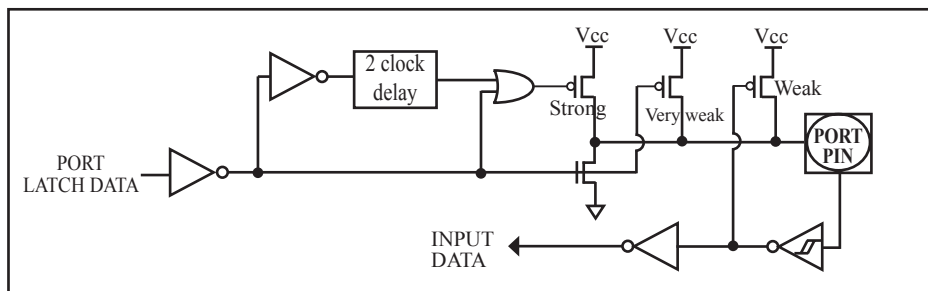 Vcc
Vcc
Vcc
2 clock
delay
Strong
Very weak
Weak
PORT
PIN
PORT
LATCH DATA
INPUT
DATA